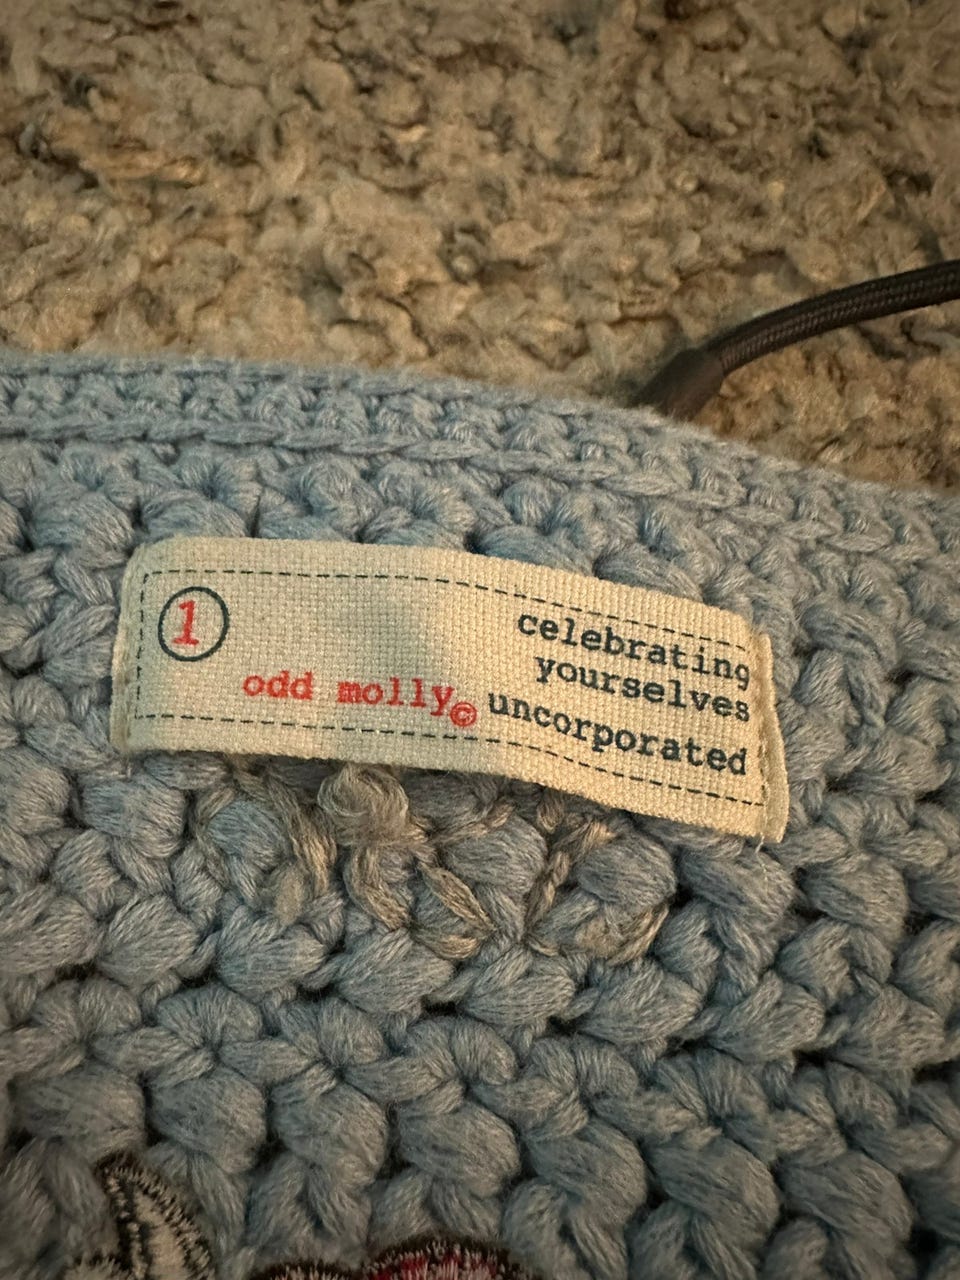 1
odd molly©
celebrating
yourselves
uncorporated